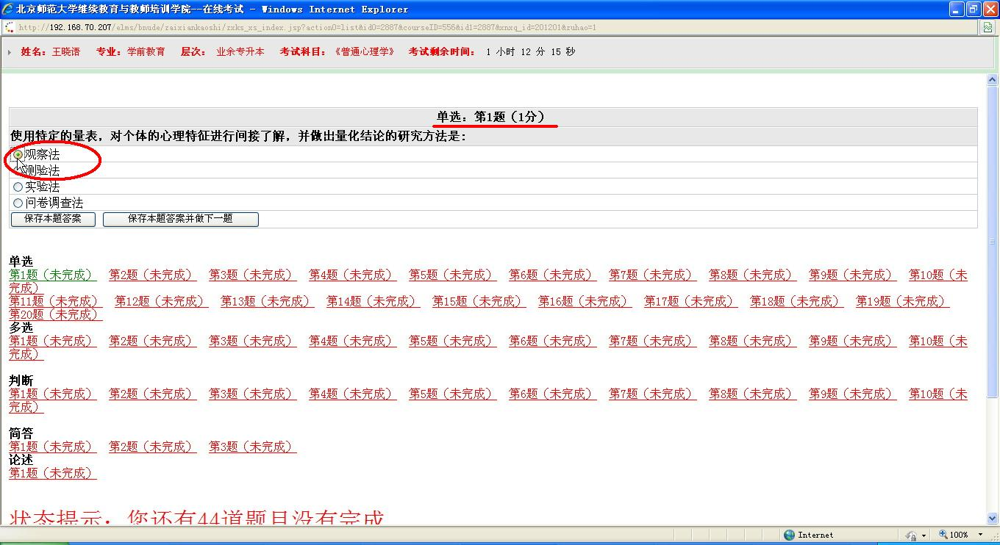 北京师范大学继续教育与教师培训学院--在线考试 - Windows Internet Explorer
http://192.168.70.207/elms/bnude/zaixiankaoshi/zxks_xs_index.jsp?action0=list&id0=2887&courseID=556&id1=2887&xnxq_id=201201&ruhao=1
姓名：王晓语 专业：学前教育 层次： 业余专升本 考试科目：《普通心理学》 考试剩余时间： 1 小时 12 分 15 秒
单选：第1题（1分）
使用特定的量表，对个体的心理特征进行间接了解，并做出量化结论的研究方法是：
观察法
测验法
实验法
问卷调查法
保存本题答案 保存本题答案并做下一题
单选
第1题（未完成） 第2题（未完成） 第3题（未完成） 第4题（未完成） 第5题（未完成） 第6题（未完成） 第7题（未完成） 第8题（未完成） 第9题（未完成） 第10题（未
完成）
第11题（未完成） 第12题（未完成） 第13题（未完成） 第14题（未完成） 第15题（未完成） 第16题（未完成） 第17题（未完成） 第18题（未完成） 第19题（未完成）
第20题（未完成）
多选
第1题（未完成） 第2题（未完成） 第3题（未完成） 第4题（未完成） 第5题（未完成） 第6题（未完成） 第7题（未完成） 第8题（未完成） 第9题（未完成） 第10题（未
完成）
判断
第1题（未完成） 第2题（未完成） 第3题（未完成） 第4题（未完成） 第5题（未完成） 第6题（未完成） 第7题（未完成） 第8题（未完成） 第9题（未完成） 第10题（未
完成）
简答
第1题（未完成） 第2题（未完成） 第3题（未完成）
论述
第1题（未完成）
状态提示：您还有44道题目没有完成
Internet 100%